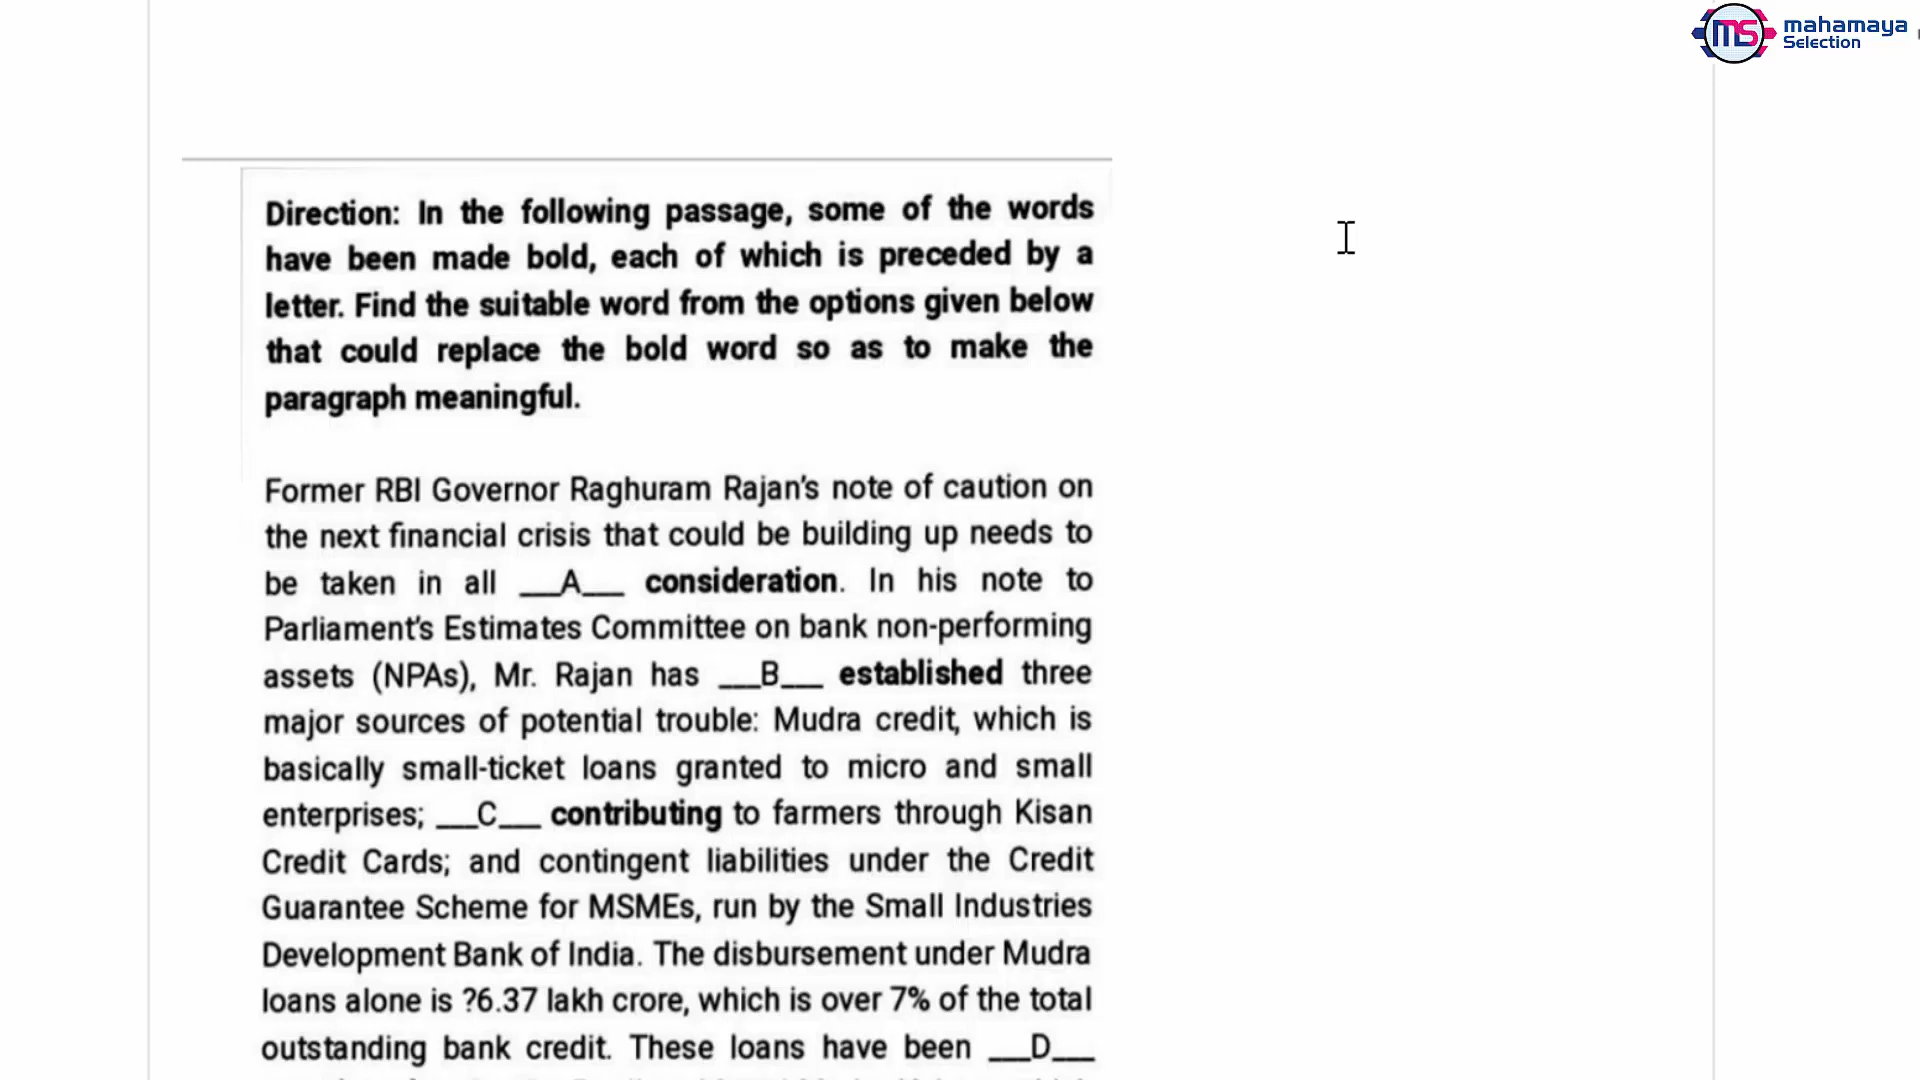 mahamaya
Selection
Direction: In the following passage, some of the words
have been made bold, each of which is preceded by a
letter. Find the suitable word from the options given below
that could replace the bold word so as to make the
paragraph meaningful.
Former RBI Governor Raghuram Rajan's note of caution on
the next financial crisis that could be building up needs to
be taken in all ___A___ consideration. In his note to
Parliament's Estimates Committee on bank non-performing
assets (NPAs), Mr. Rajan has ___B___ established three
major sources of potential trouble: Mudra credit, which is
basically small-ticket loans granted to micro and small
enterprises; ___C___ contributing to farmers through Kisan
Credit Cards; and contingent liabilities under the Credit
Guarantee Scheme for MSMEs, run by the Small Industries
Development Bank of India. The disbursement under Mudra
loans alone is ?6.37 lakh crore, which is over 7% of the total
outstanding bank credit. These loans have been ___D___